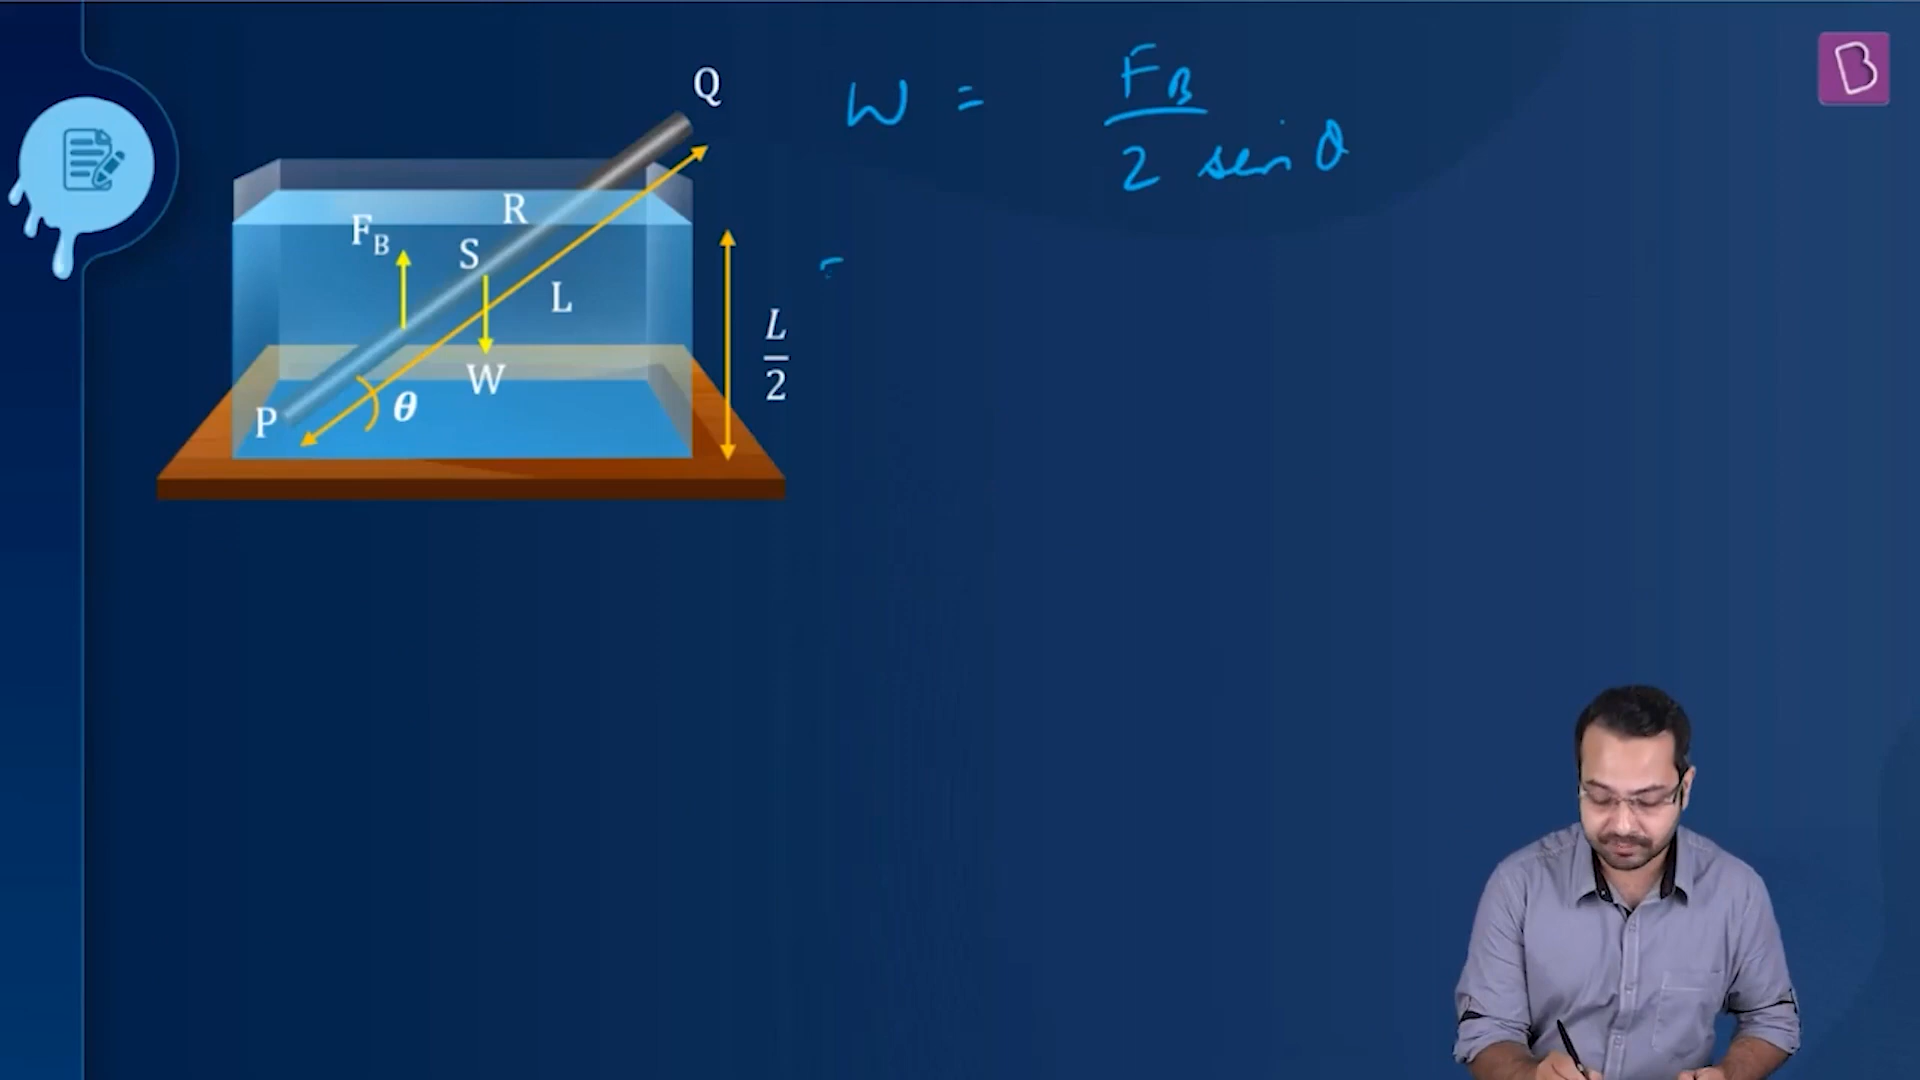 Q
R
F_B
S
L
W
P
θ
L/2
W = F_B / 2 sin θ
=
B